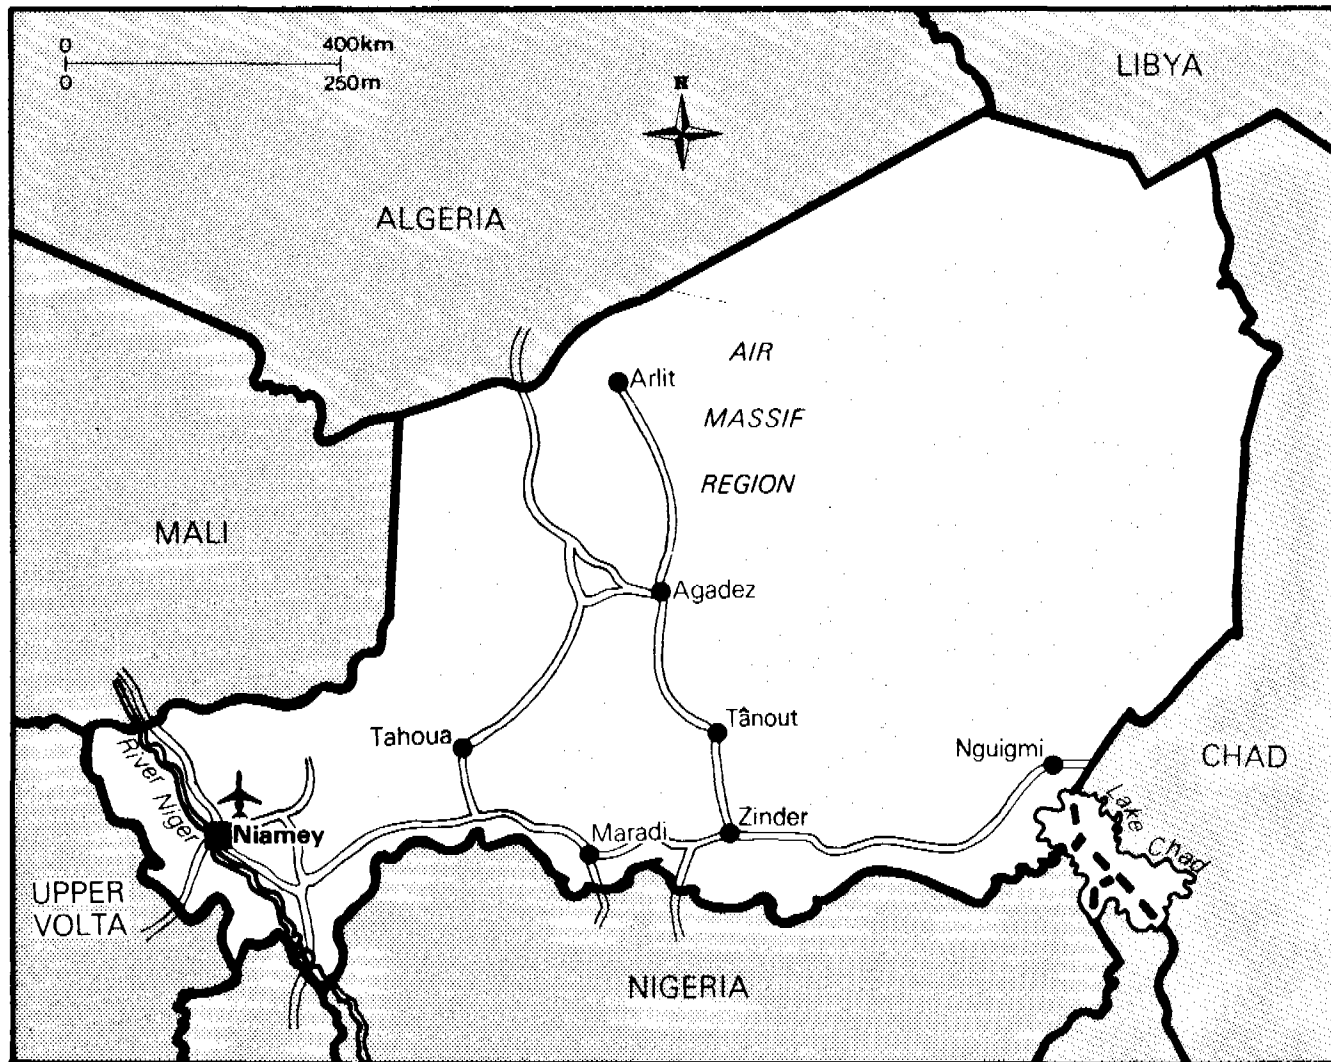 0 400km
0 250m
N
LIBYA
ALGERIA
AIR
Arlit
MASSIF
REGION
MALI
Agadez
Tânout
Tahoua
Nguigmi
CHAD
River Niger
Niamey
Maradi
Zinder
Lake Chad
UPPER
VOLTA
NIGERIA